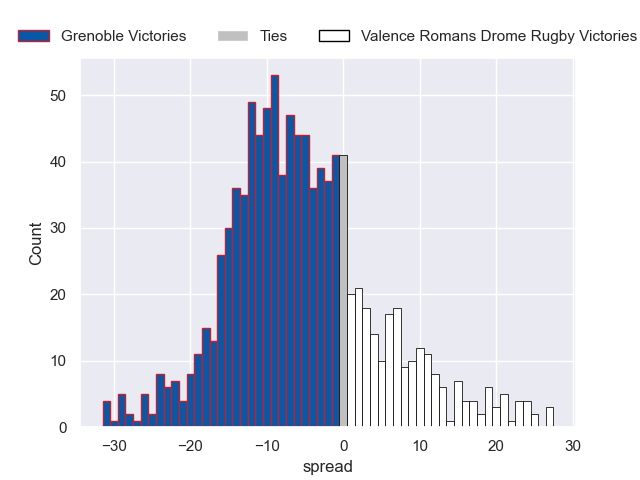 Grenoble Victories Ties Valence Romans Drome Rugby Victories
50
40
30
20
10
0
Count
−30 −20 −10 0 10 20 30
spread